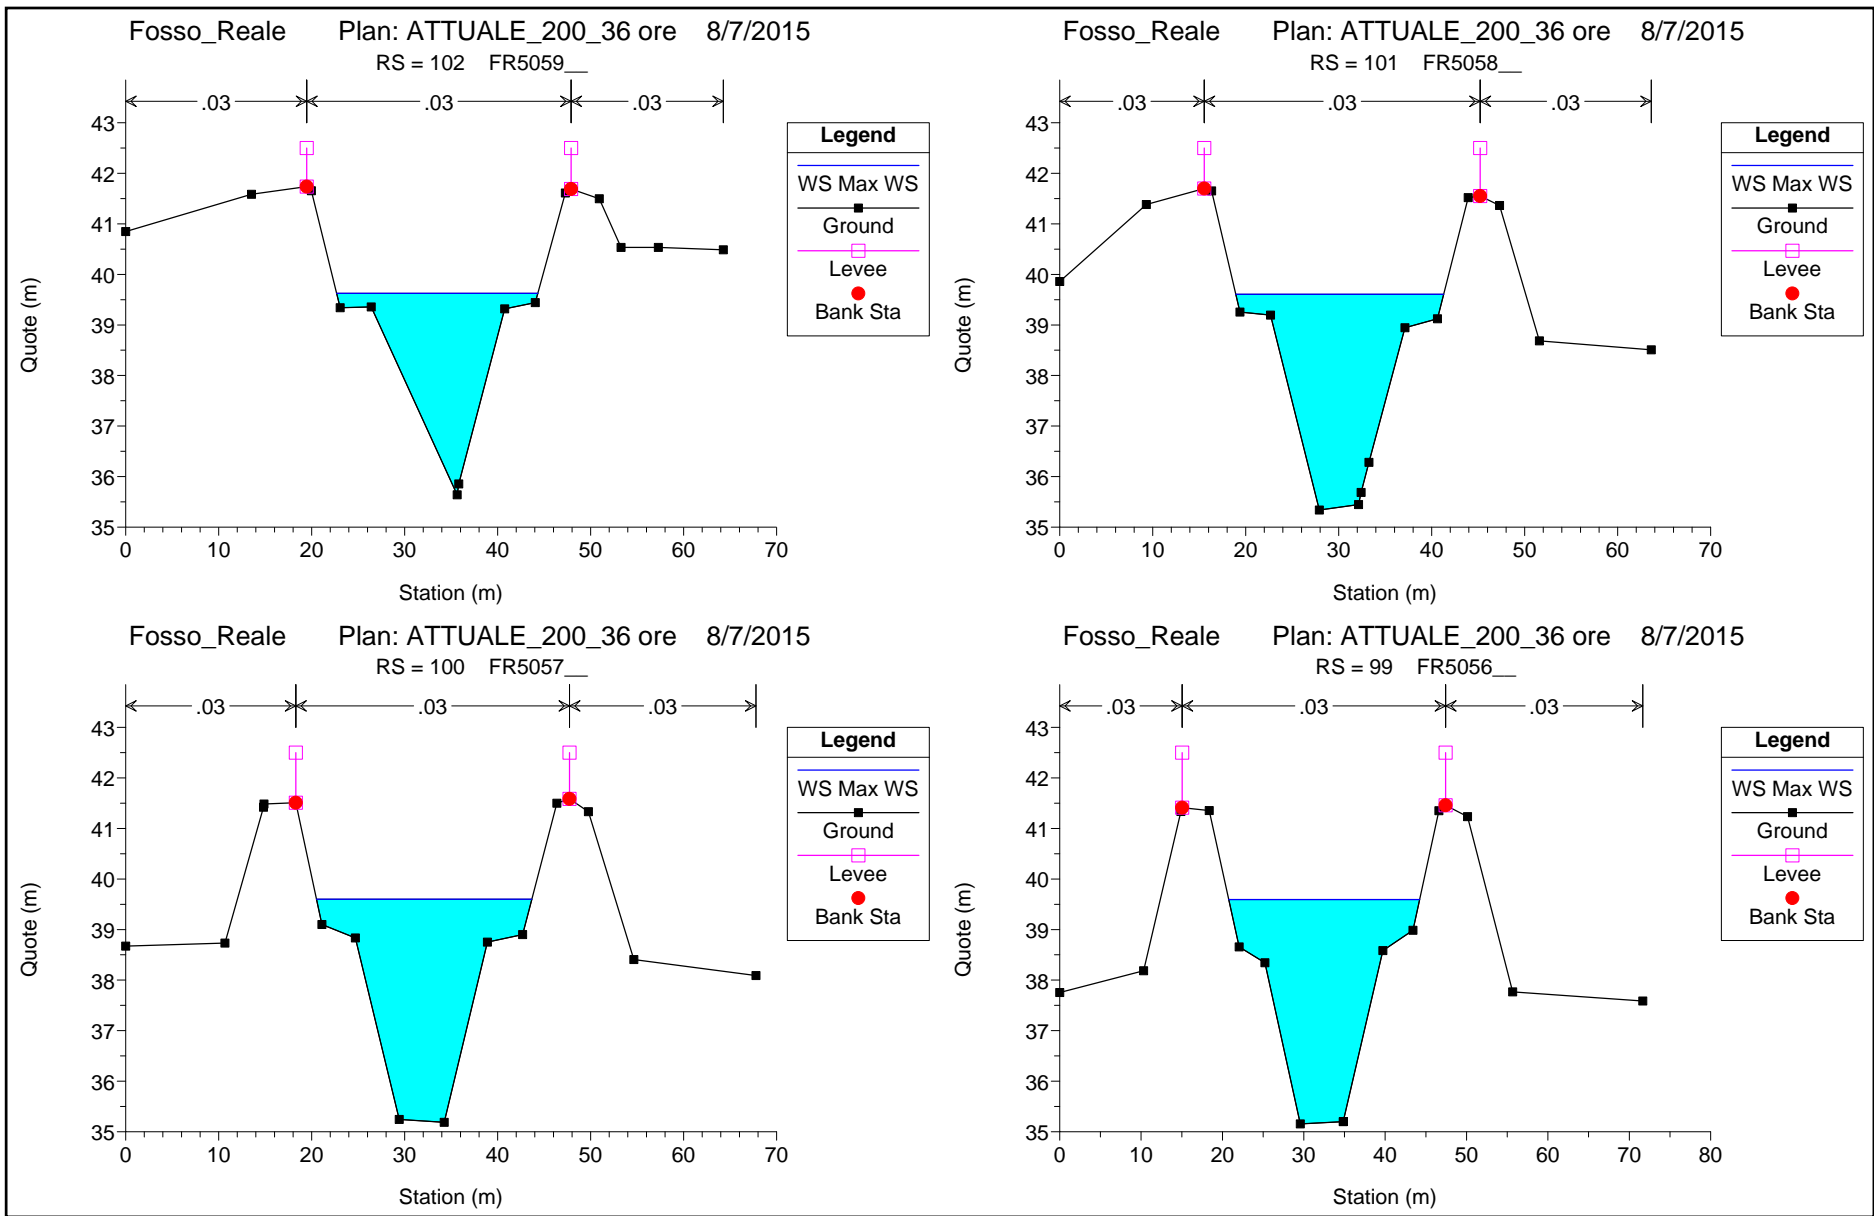 Fosso_Reale Plan: ATTUALE_200_36 ore 8/7/2015
RS = 102 FR5059__
.03 .03 .03
43
42
41
40
39
38
37
36
35
Quote (m)
0 10 20 30 40 50 60 70
Station (m)
Legend
WS Max WS
Ground
Levee
Bank Sta
Fosso_Reale Plan: ATTUALE_200_36 ore 8/7/2015
RS = 101 FR5058__
.03 .03 .03
43
42
41
40
39
38
37
36
35
Quote (m)
0 10 20 30 40 50 60 70
Station (m)
Legend
WS Max WS
Ground
Levee
Bank Sta
Fosso_Reale Plan: ATTUALE_200_36 ore 8/7/2015
RS = 100 FR5057__
.03 .03 .03
43
42
41
40
39
38
37
36
35
Quote (m)
0 10 20 30 40 50 60 70
Station (m)
Legend
WS Max WS
Ground
Levee
Bank Sta
Fosso_Reale Plan: ATTUALE_200_36 ore 8/7/2015
RS = 99 FR5056__
.03 .03 .03
43
42
41
40
39
38
37
36
35
Quote (m)
0 10 20 30 40 50 60 70 80
Station (m)
Legend
WS Max WS
Ground
Levee
Bank Sta